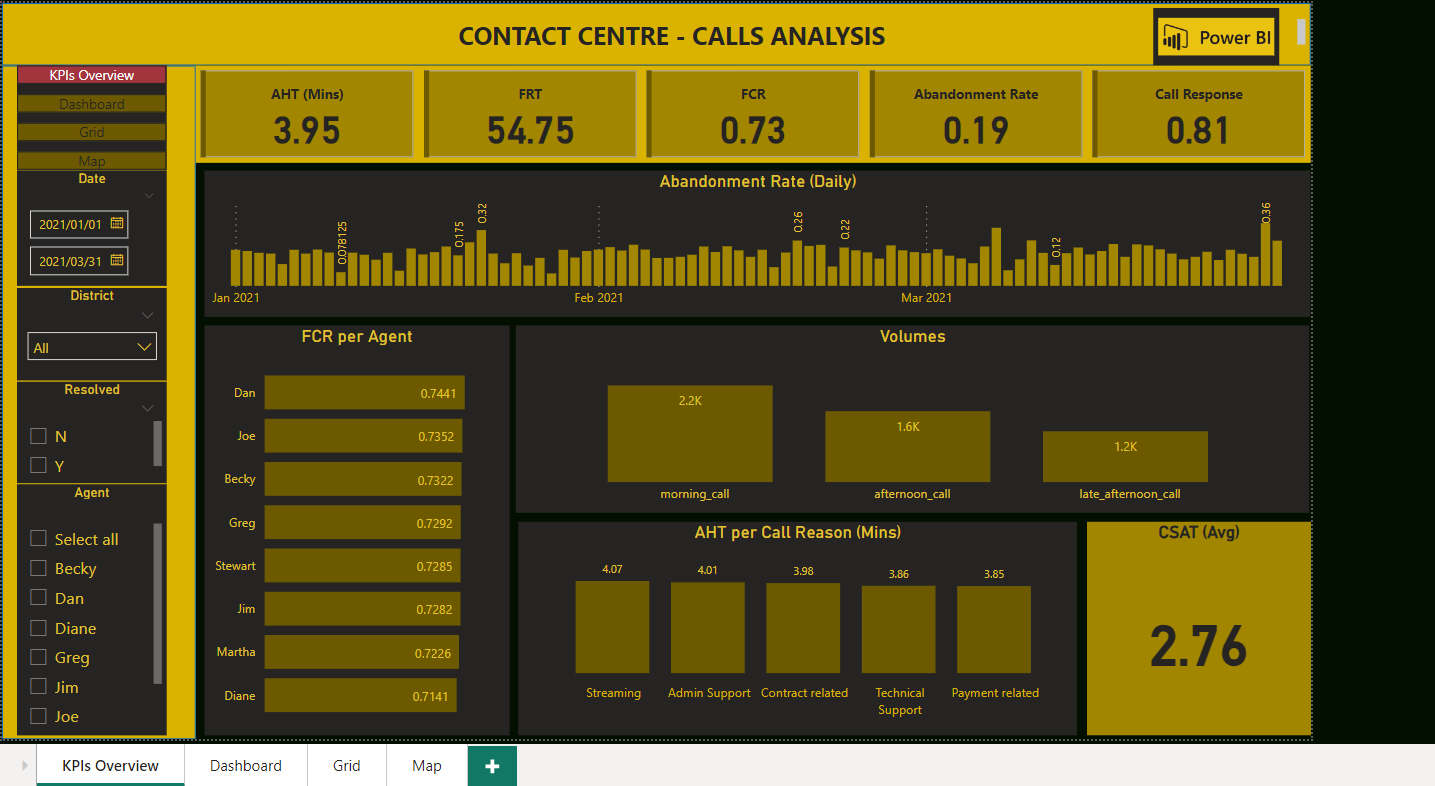 CONTACT CENTRE - CALLS ANALYSIS
Power BI
KPIs Overview
Dashboard
Grid
Map
Date
2021/01/01
2021/03/31
District
All
Resolved
N
Y
Agent
Select all
Becky
Dan
Diane
Greg
Jim
Joe
AHT (Mins)
3.95
FRT
54.75
FCR
0.73
Abandonment Rate
0.19
Call Response
0.81
Abandonment Rate (Daily)
0.078125
0.175
0.32
0.26
0.22
0.12
0.36
Jan 2021
Feb 2021
Mar 2021
FCR per Agent
Dan 0.7441
Joe 0.7352
Becky 0.7322
Greg 0.7292
Stewart 0.7285
Jim 0.7282
Martha 0.7226
Diane 0.7141
Volumes
2.2K
1.6K
1.2K
morning_call
afternoon_call
late_afternoon_call
AHT per Call Reason (Mins)
4.07
4.01
3.98
3.86
3.85
Streaming
Admin Support
Contract related
Technical
Support
Payment related
CSAT (Avg)
2.76
KPIs Overview
Dashboard
Grid
Map
+